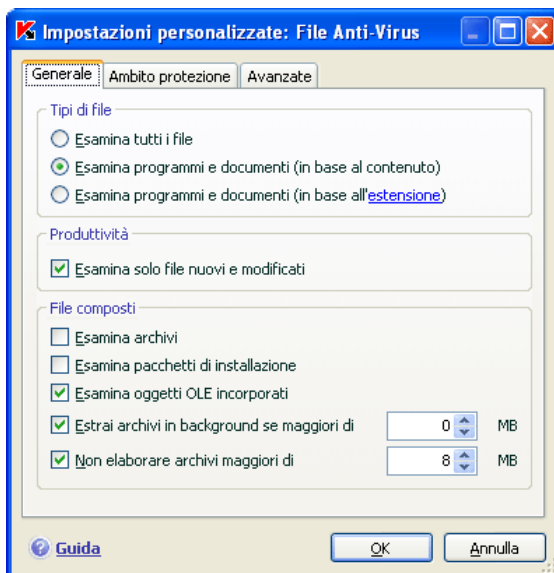 Impostazioni personalizzate: File Anti-Virus
Generale Ambito protezione Avanzate
Tipi di file
Esamina tutti i file
Esamina programmi e documenti (in base al contenuto)
Esamina programmi e documenti (in base all'estensione)
Produttività
Esamina solo file nuovi e modificati
File composti
Esamina archivi
Esamina pacchetti di installazione
Esamina oggetti OLE incorporati
Estrai archivi in background se maggiori di 0 MB
Non elaborare archivi maggiori di 8 MB
Guida OK Annulla